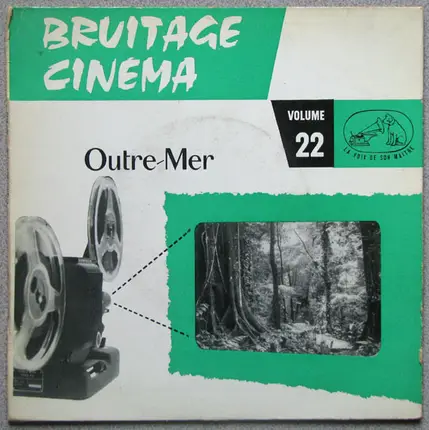 BRUITAGE
CINEMA
VOLUME
22
LA VOIX DE SON MAITRE
Outre-Mer